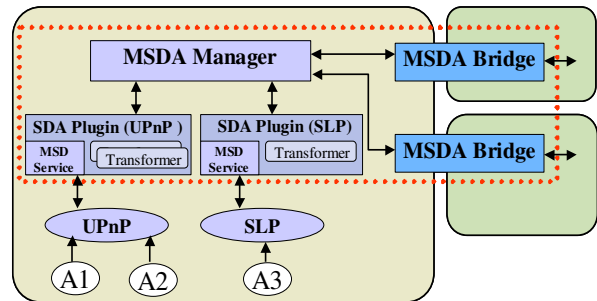 MSDA Manager
MSDA Bridge
SDA Plugin (UPnP )
MSD
Service
Transformer
SDA Plugin (SLP)
MSD
Service
Transformer
MSDA Bridge
UPnP
SLP
A1
A2
A3